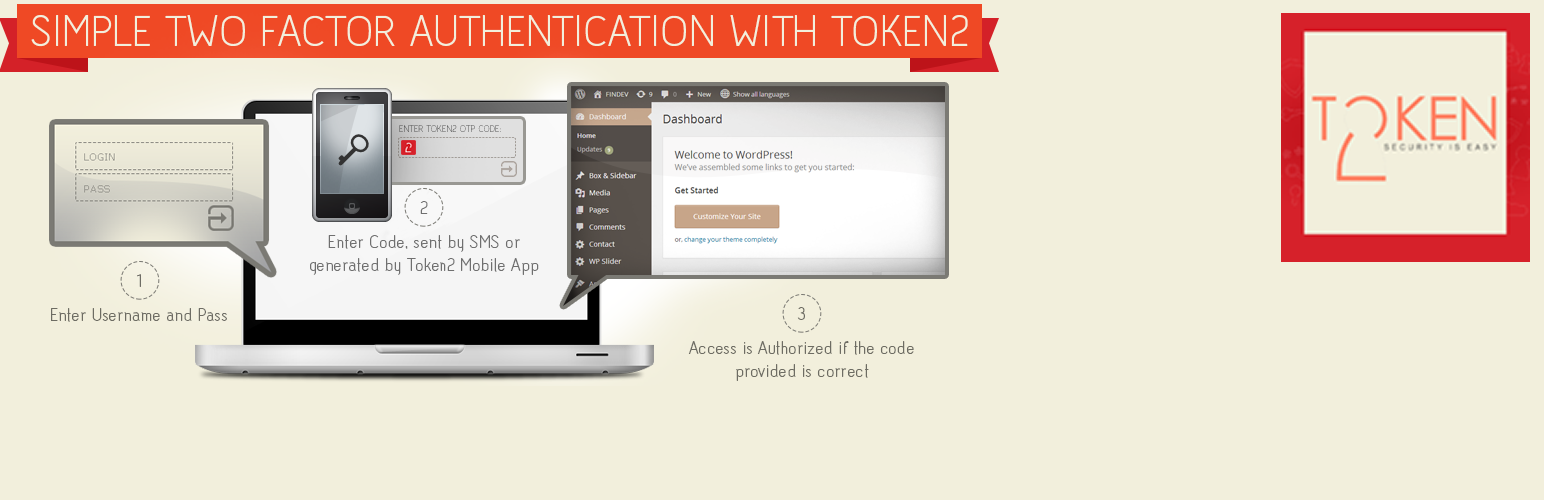 SIMPLE TWO FACTOR AUTHENTICATION WITH TOKEN2
LOGIN
PASS
1
Enter Username and Pass
ENTER TOKEN2 OTP CODE:
2
2
Enter Code, sent by SMS or
generated by Token2 Mobile App
FINDEV 9 0 New Show all languages
Dashboard
Home
Updates
Box & Sidebar
Media
Pages
Comments
Contact
WP Slider
Dashboard
Welcome to WordPress!
We've assembled some links to get you started:
Get Started
Customize Your Site
or, change your theme completely
3
Access is Authorized if the code
provided is correct
TOKEN
2
SECURITY IS EASY